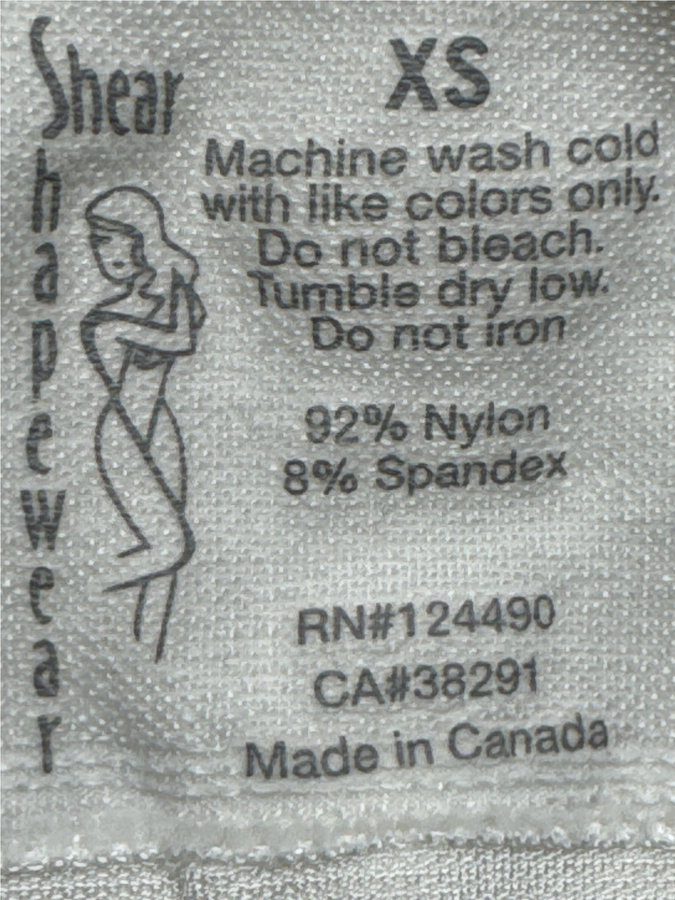 Shear
Shapewear
XS
Machine wash cold
with like colors only.
Do not bleach.
Tumble dry low.
Do not iron
92% Nylon
8% Spandex
RN#124490
CA#38291
Made in Canada